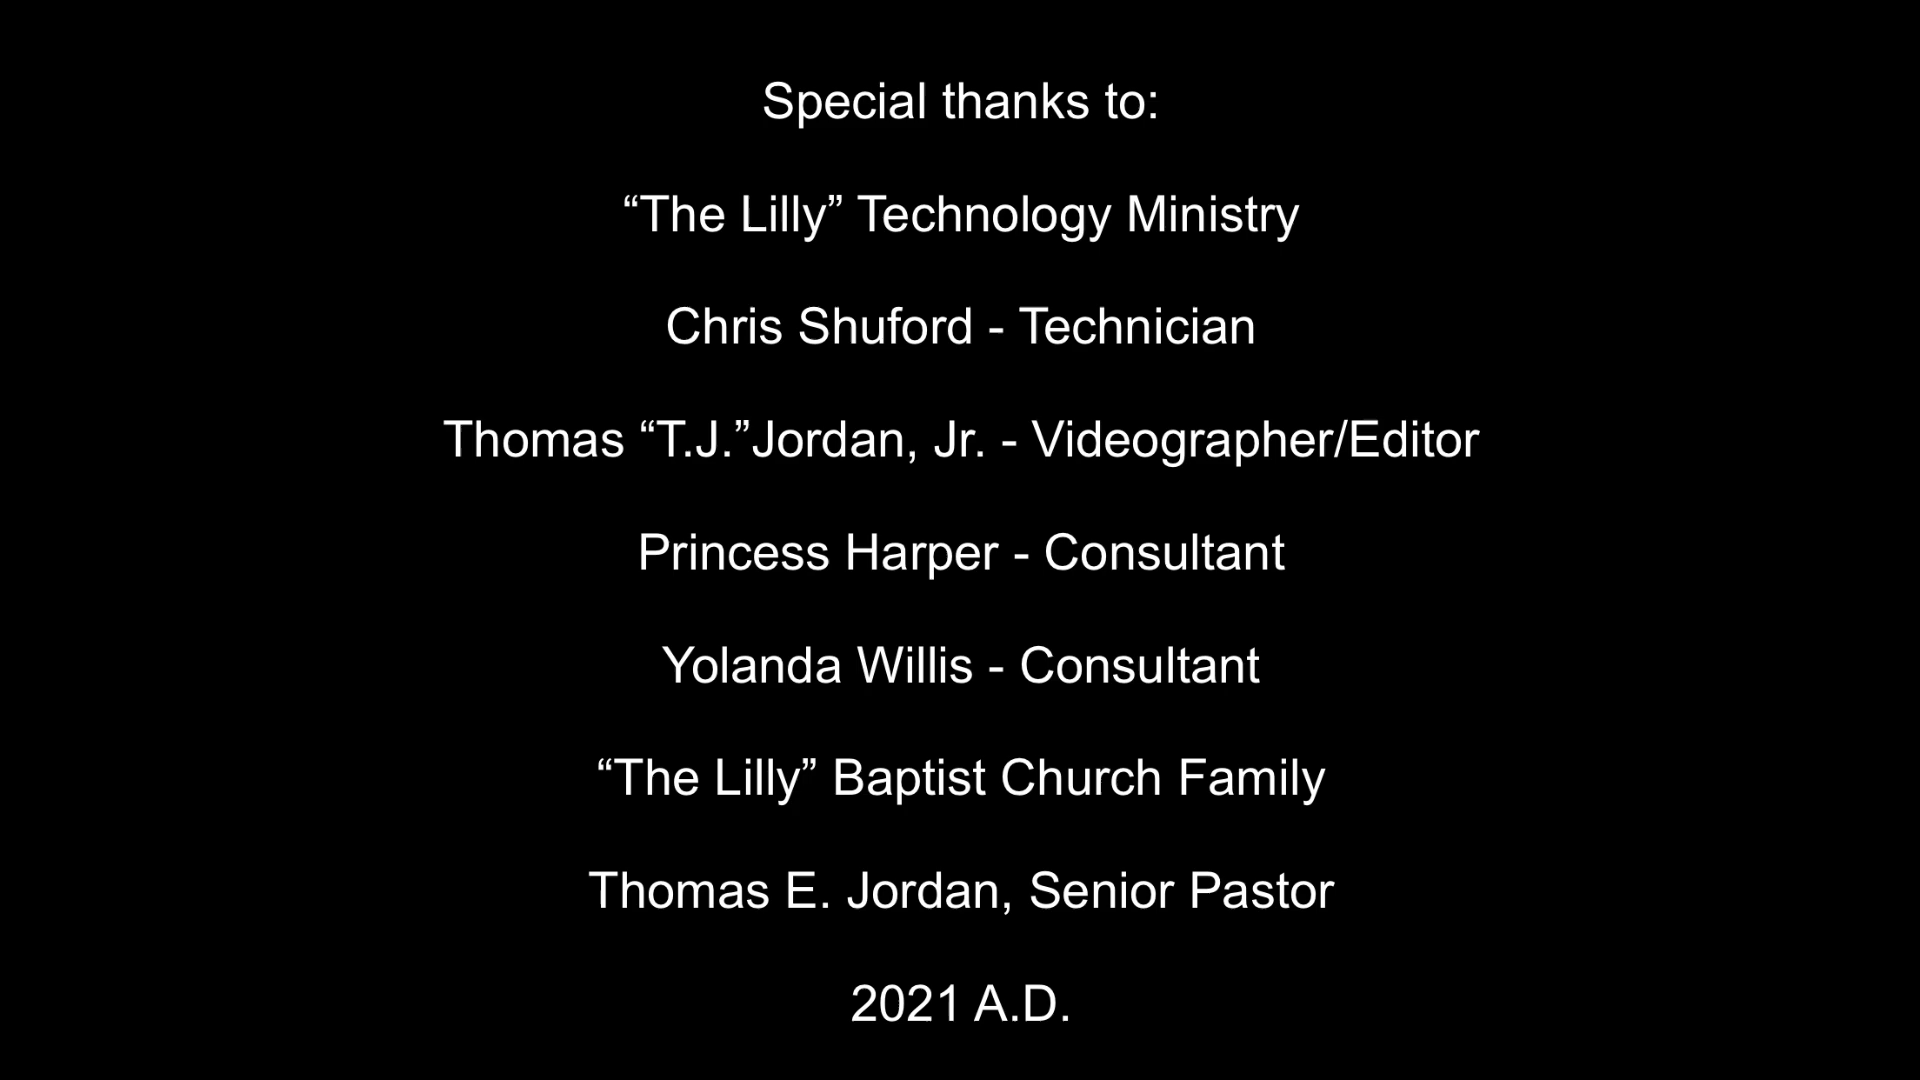 Special thanks to:
“The Lilly” Technology Ministry
Chris Shuford - Technician
Thomas “T.J.”Jordan, Jr. - Videographer/Editor
Princess Harper - Consultant
Yolanda Willis - Consultant
“The Lilly” Baptist Church Family
Thomas E. Jordan, Senior Pastor
2021 A.D.